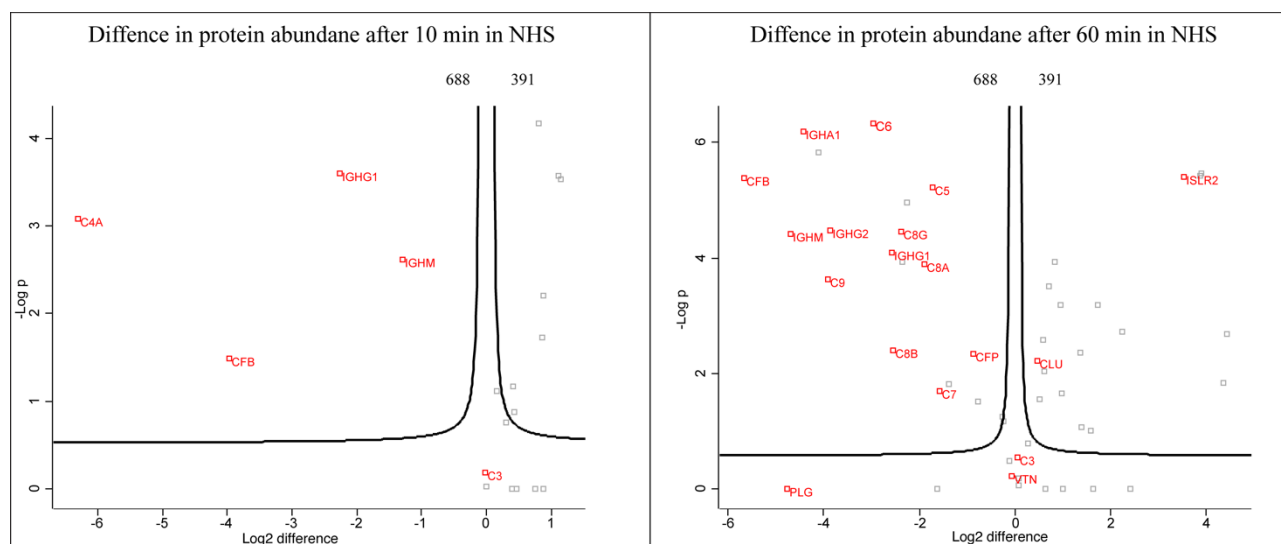 Diffence in protein abundane after 10 min in NHS
688 391
4
3
2
1
0
-Log p
IGHG1
C4A
IGHM
CFB
C3
-6 -5 -4 -3 -2 -1 0 1
Log2 difference
Diffence in protein abundane after 60 min in NHS
688 391
6
4
2
0
-Log p
C6
IGHA1
CFB
ISLR2
C5
IGHM
IGHG2
C8G
IGHG1
C8A
C9
C8B
CFP
CLU
C7
C3
VTN
PLG
-6 -4 -2 0 2 4
Log2 difference